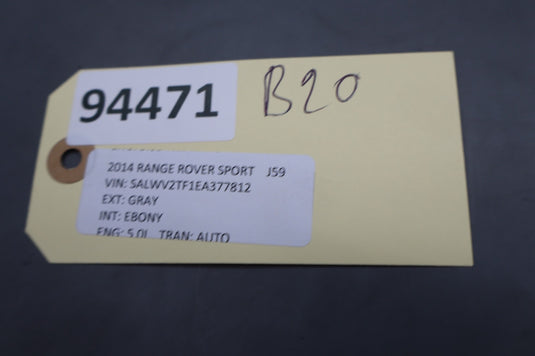 94471
B20
2014 RANGE ROVER SPORT J59
VIN: SALWV2TF1EA377812
EXT: GRAY
INT: EBONY
ENG: 5.0L TRAN: AUTO